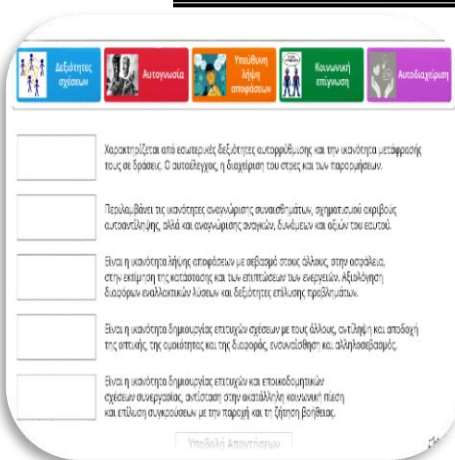 Δεξιότητες
σχέσεων
Αυτογνωσία
Υπεύθυνη
λήψη
αποφάσεων
Κοινωνική
επίγνωση
Αυτοδιαχείριση
Χαρακτηρίζεται από εσωτερικές δεξιότητες αυτορρύθμισης και την ικανότητα μετάφρασής
τους σε δράσεις. Ο αυτοέλεγχος, η διαχείριση του στρες και των παρορμήσεων.
Περιλαμβάνει τις ικανότητες αναγνώρισης συναισθημάτων, σχηματισμού ακριβούς
αυτοαντίληψης, αλλά και αναγνώρισης αναγκών, δυνάμεων και αξιών του εαυτού.
Είναι η ικανότητα λήψης αποφάσεων με σεβασμό στους άλλους, στην ασφάλεια,
στην εκτίμηση της κατάστασης και των επιπτώσεων των ενεργειών. Αξιολόγηση
διαφόρων εναλλακτικών λύσεων και δεξιότητες επίλυσης προβλημάτων.
Είναι η ικανότητα δημιουργίας επιτυχών σχέσεων με τους άλλους, αντίληψη και αποδοχή
της οπτικής, της ομοιότητας και της διαφοράς, ενσυναίσθηση και αλληλοσεβασμός.
Είναι η ικανότητα δημιουργίας επιτυχών και εποικοδομητικών
σχέσεων συνεργασίας, αντίσταση στην ακατάλληλη κοινωνική πίεση
και επίλυση συγκρούσεων με την παροχή και τη ζήτηση βοήθειας.
Υποβολή Απαντήσεων